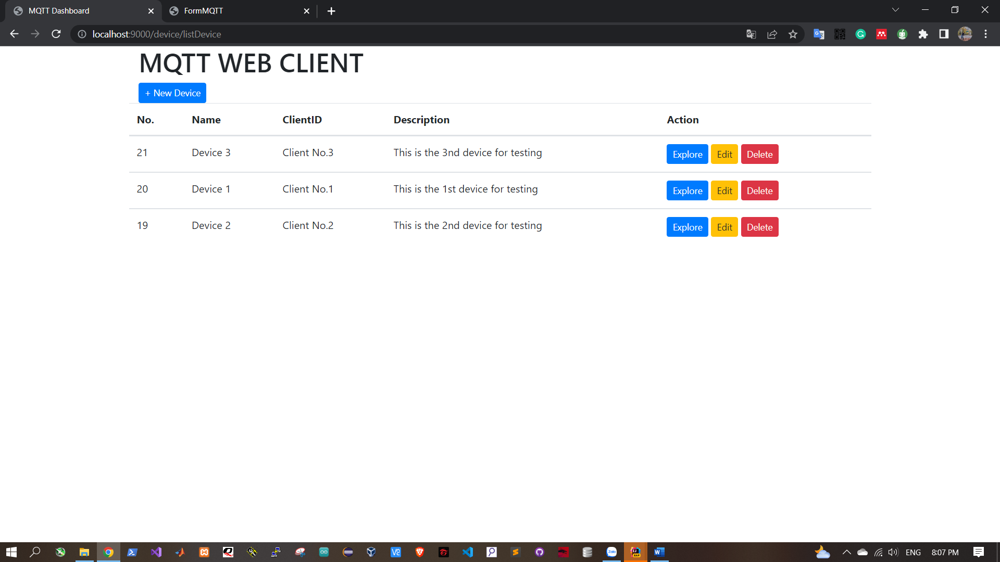 MQTT Dashboard FormMQTT
localhost:9000/device/listDevice
MQTT WEB CLIENT
+ New Device
No. Name ClientID Description Action
21 Device 3 Client No.3 This is the 3nd device for testing Explore Edit Delete
20 Device 1 Client No.1 This is the 1st device for testing Explore Edit Delete
19 Device 2 Client No.2 This is the 2nd device for testing Explore Edit Delete
ENG 8:07 PM